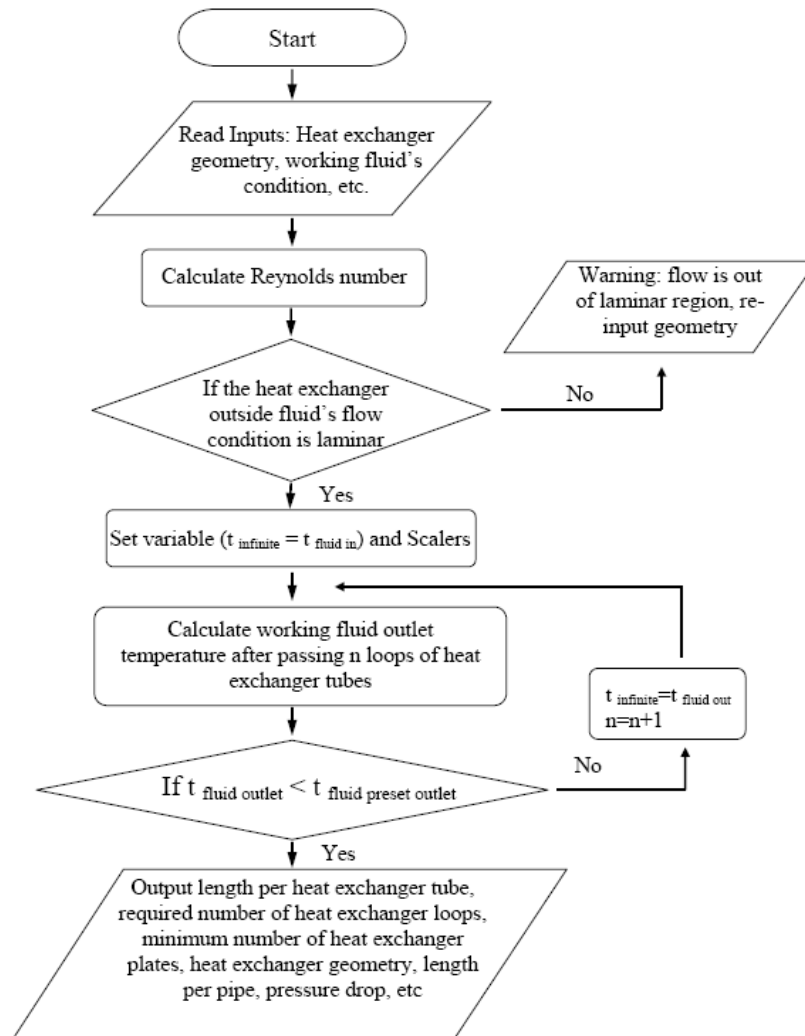 Start
Read Inputs: Heat exchanger
geometry, working fluid's
condition, etc.
Calculate Reynolds number
Warning: flow is out
of laminar region, re-
input geometry
If the heat exchanger
outside fluid's flow
condition is laminar
No
Yes
Set variable (t infinite = t fluid in) and Scalers
Calculate working fluid outlet
temperature after passing n loops of heat
exchanger tubes
t infinite=t fluid out
n=n+1
If t fluid outlet < t fluid preset outlet
No
Yes
Output length per heat exchanger tube,
required number of heat exchanger loops,
minimum number of heat exchanger
plates, heat exchanger geometry, length
per pipe, pressure drop, etc